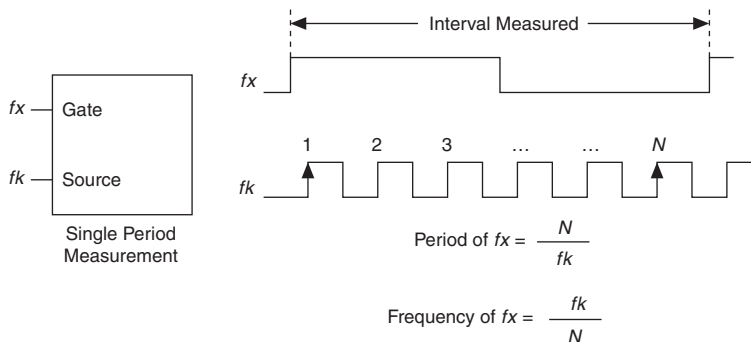 Interval Measured
fx
fx Gate
1 2 3 … … N
fk Source
fk
Single Period
Measurement
Period of fx = N
fk
Frequency of fx = fk
N